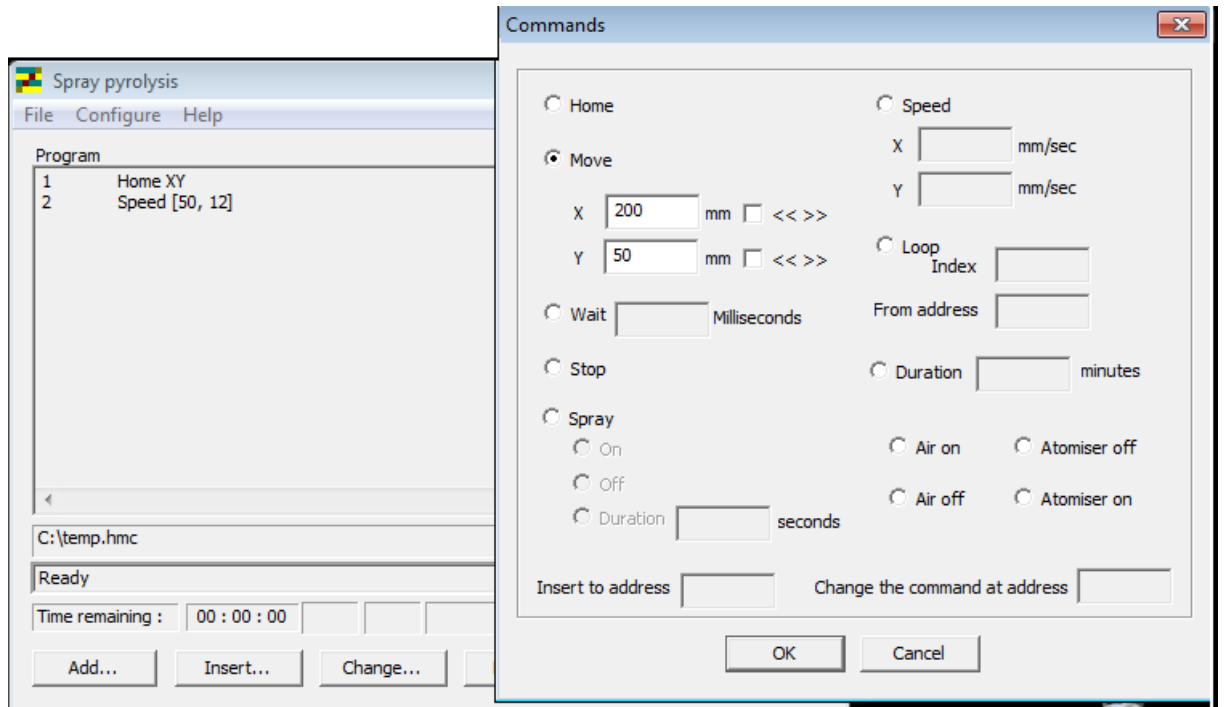 Commands
Spray pyrolysis
File Configure Help
Program
1 Home XY
2 Speed [50, 12]
C:\temp.hmc
Ready
Time remaining : 00 : 00 : 00
Add... Insert... Change...
Home
Move
X 200 mm << >>
Y 50 mm << >>
Wait Milliseconds
Stop
Spray
On
Off
Duration seconds
Speed
X mm/sec
Y mm/sec
Loop
Index
From address
Duration minutes
Air on Atomiser off
Air off Atomiser on
Insert to address Change the command at address
OK Cancel